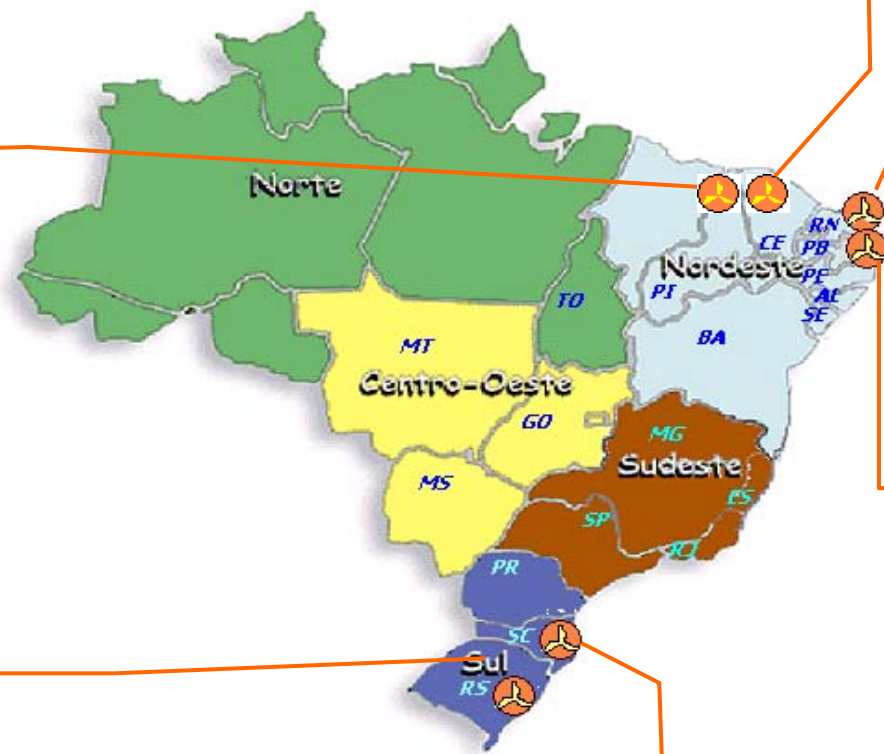 Norte
RN
CE
PB
Nordeste
PE
PI
AL
TO
SE
BA
MT
Centro-Oeste
GO
MG
Sudeste
MS
ES
SP
RJ
PR
SC
Sul
RS